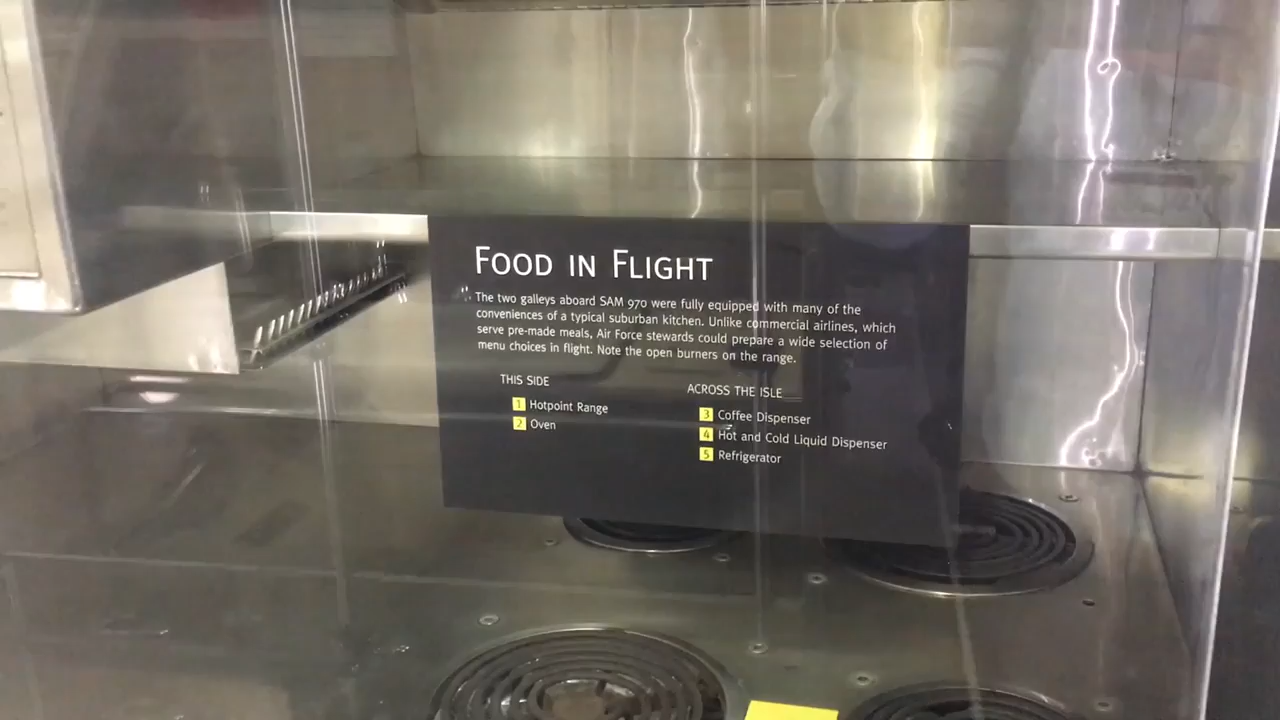 FOOD IN FLIGHT
The two galleys aboard SAM 970 were fully equipped with many of the
conveniences of a typical suburban kitchen. Unlike commercial airlines, which
serve pre-made meals, Air Force stewards could prepare a wide selection of
menu choices in flight. Note the open burners on the range.
THIS SIDE
1 Hotpoint Range
2 Oven
ACROSS THE ISLE
3 Coffee Dispenser
4 Hot and Cold Liquid Dispenser
5 Refrigerator